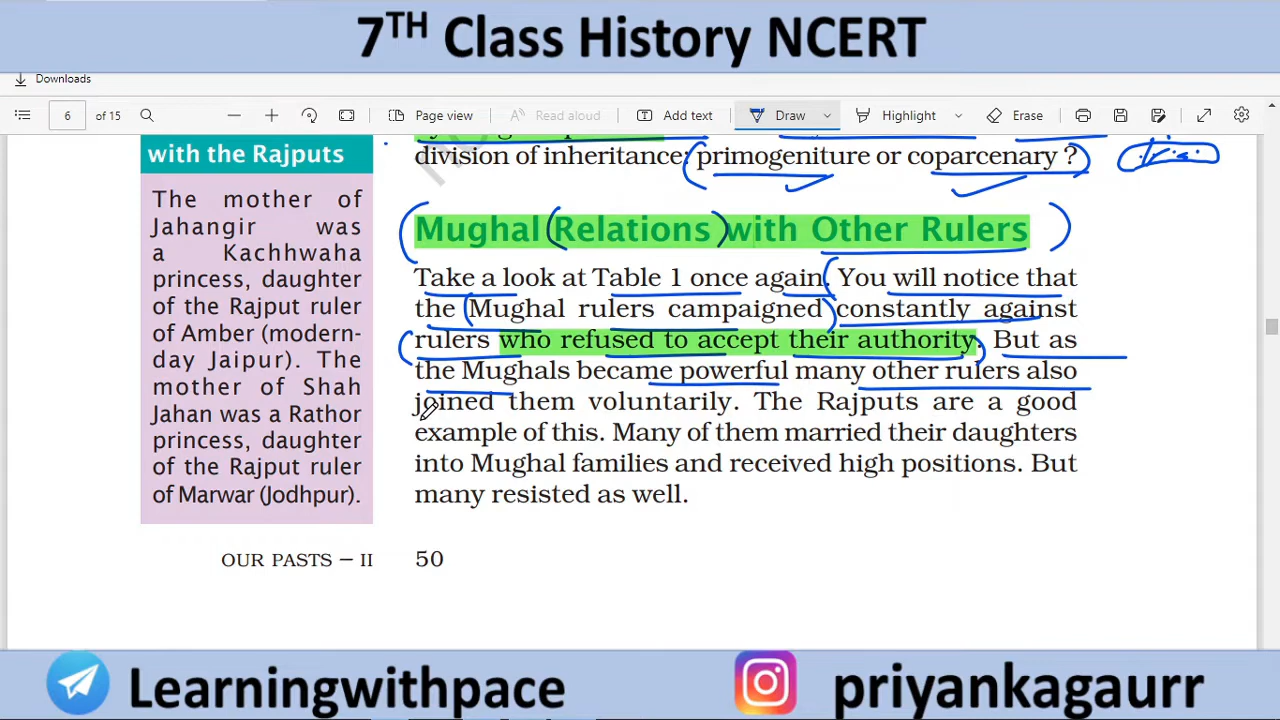 7TH Class History NCERT
Downloads
6 of 15 Page view Read aloud Add text Draw Highlight Erase
with the Rajputs
The mother of
Jahangir was
a Kachhwaha
princess, daughter
of the Rajput ruler
of Amber (modern-
day Jaipur). The
mother of Shah
Jahan was a Rathor
princess, daughter
of the Rajput ruler
of Marwar (Jodhpur).
division of inheritance: primogeniture or coparcenary ?
Mughal Relations with Other Rulers
Take a look at Table 1 once again. You will notice that
the Mughal rulers campaigned constantly against
rulers who refused to accept their authority. But as
the Mughals became powerful many other rulers also
joined them voluntarily. The Rajputs are a good
example of this. Many of them married their daughters
into Mughal families and received high positions. But
many resisted as well.
OUR PASTS – II 50
Learningwithpace priyankagaurr